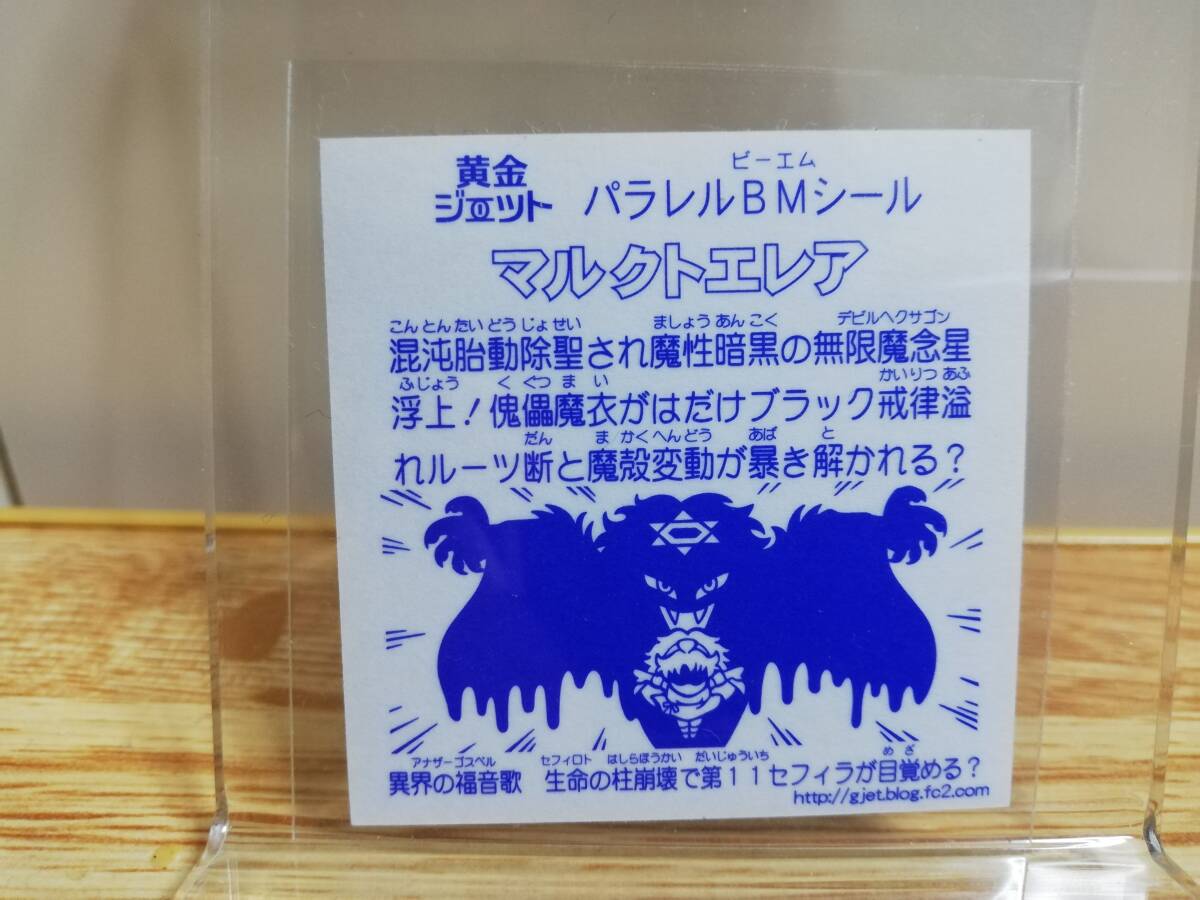 黄金
ジェット
ビーエム
パラレルBMシール
マルクトエレア
こんとんたいどうじょせい ましょうあんこく デビルヘクサゴン
混沌胎動除聖され魔性暗黒の無限魔念星
ふじょう くぐつまい かいりつあふ
浮上！傀儡魔衣がはだけブラック戒律溢
だん まかくへんどう あば と
れルーツ断と魔殻変動が暴き解かれる？
アナザーゴスペル セフィロト はしらほうかい だいじゅういち めざ
異界の福音歌 生命の柱崩壊で第11セフィラが目覚める？
http://gjet.blog.fc2.com